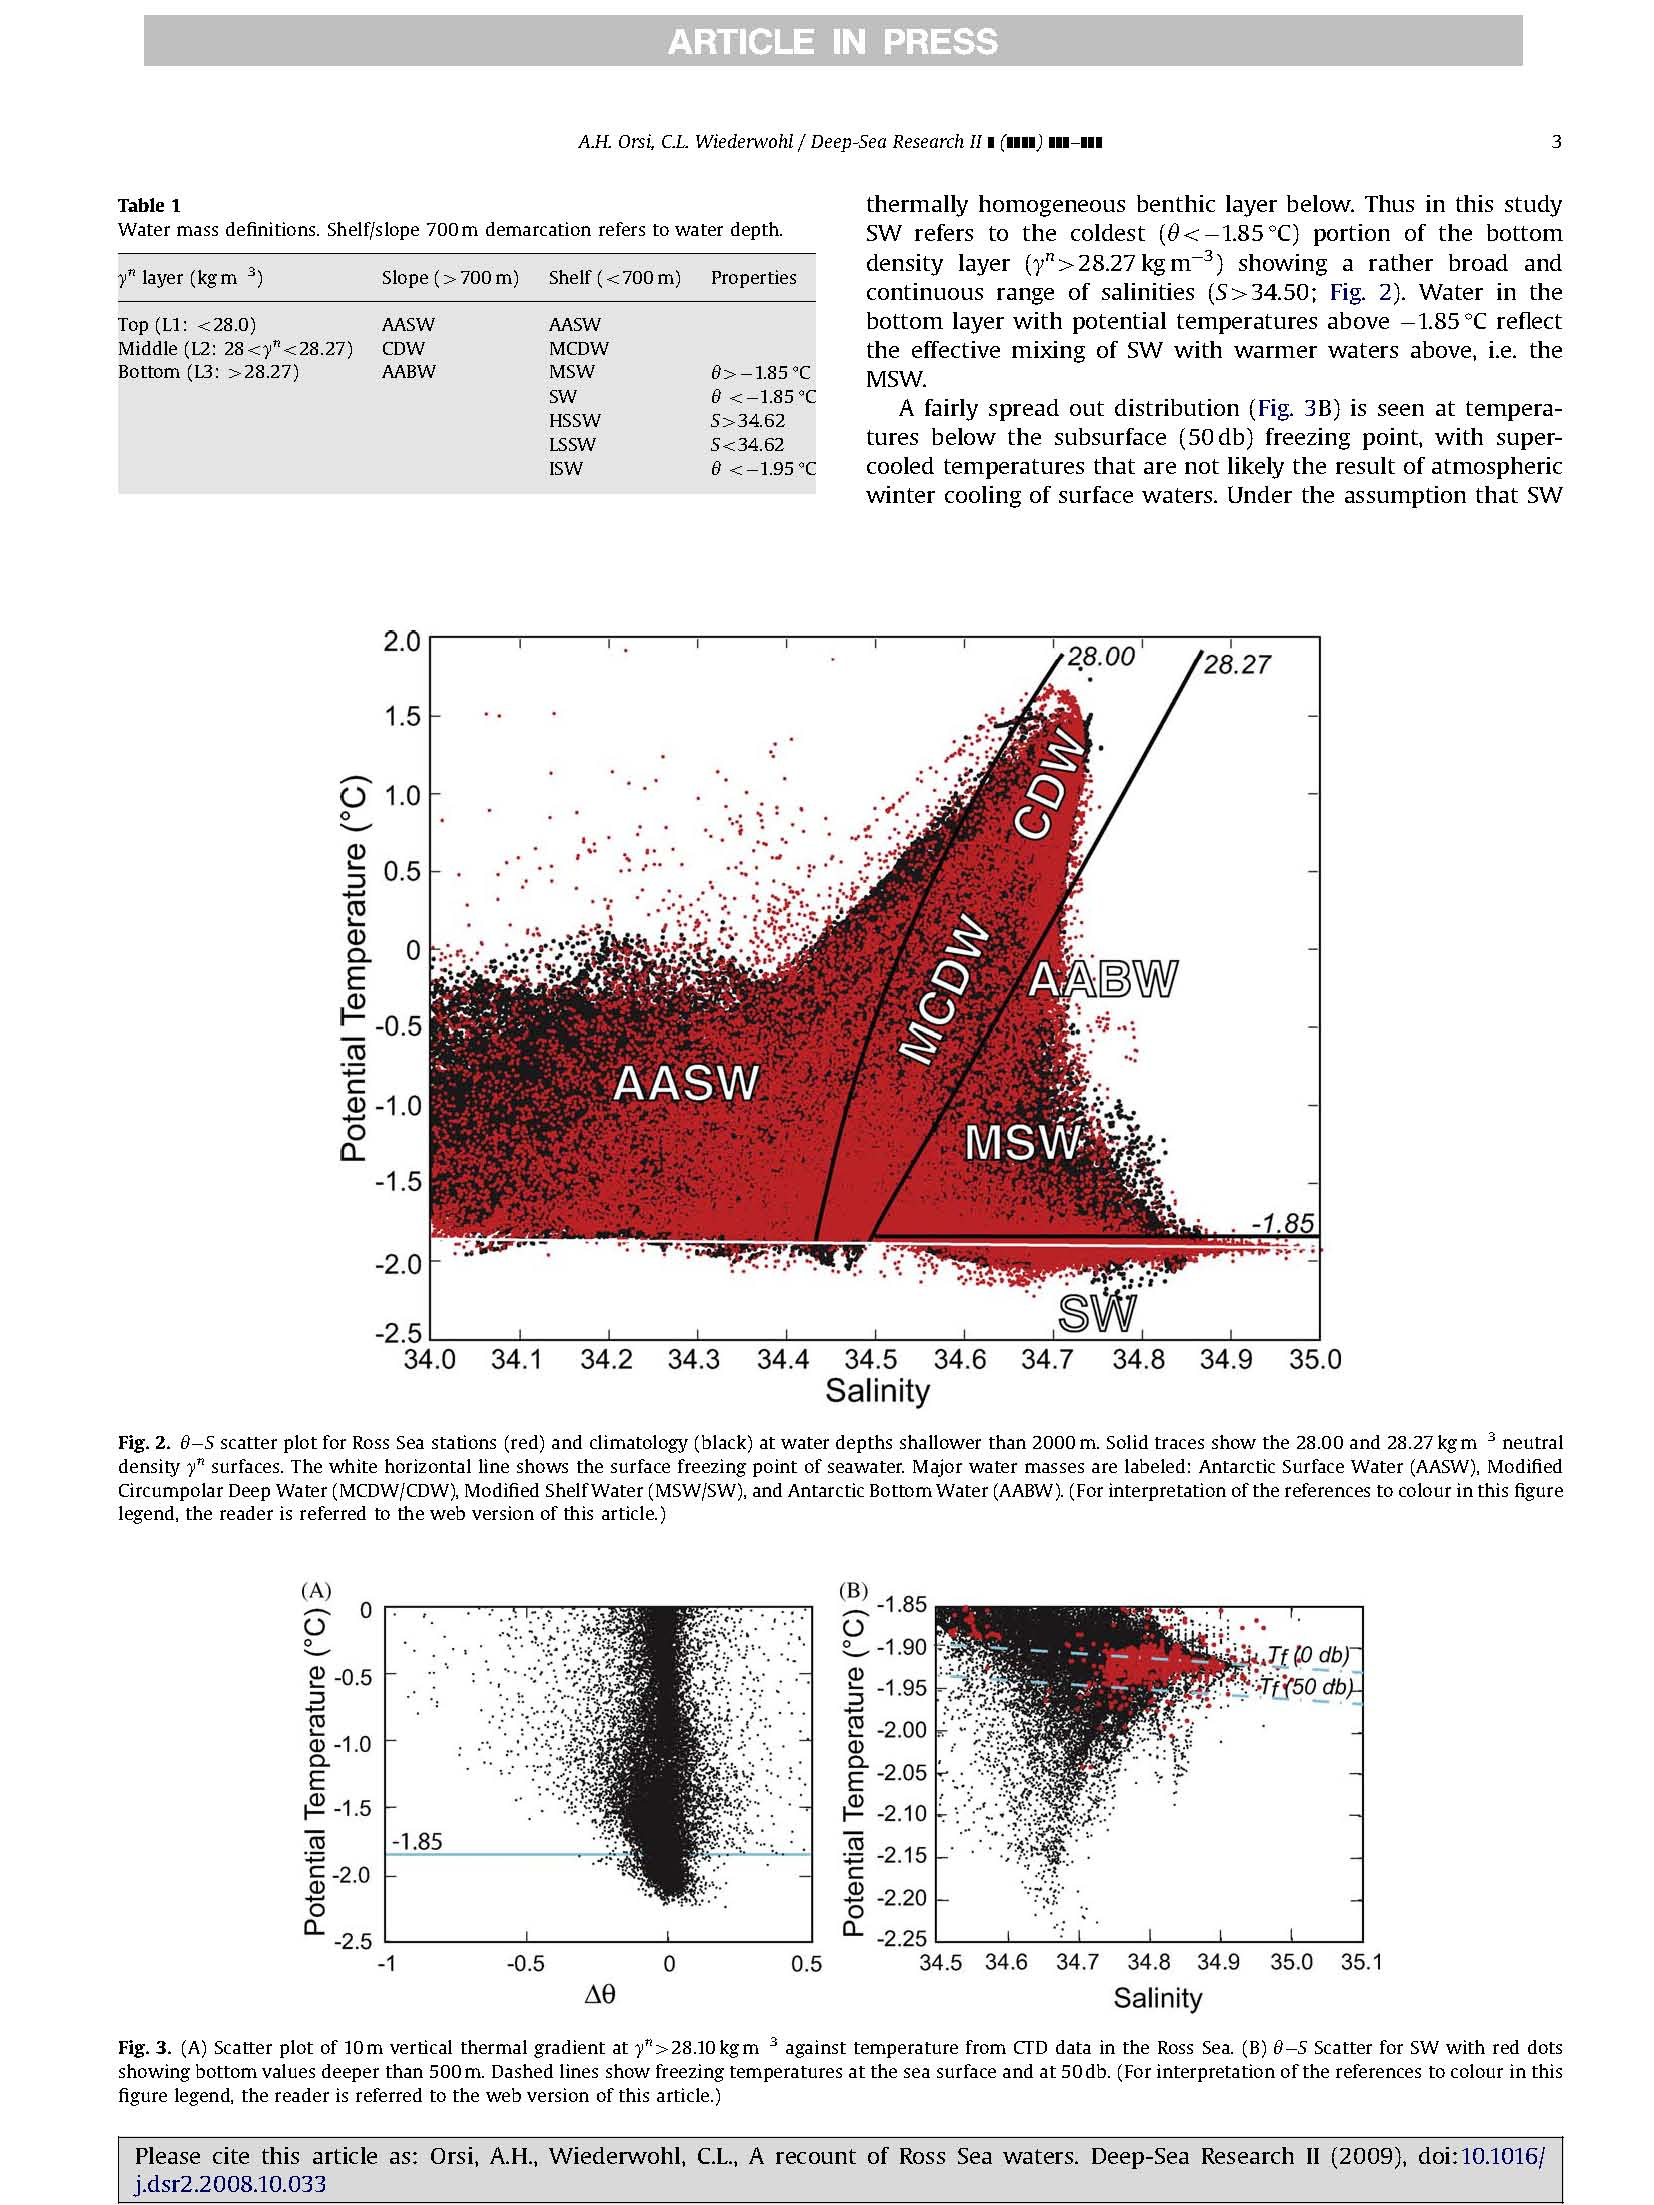 ARTICLE IN PRESS
A.H. Orsi, C.L. Wiederwohl / Deep-Sea Research II ∎ (∎∎∎∎) ∎∎∎–∎∎∎
3
Table 1
Water mass definitions. Shelf/slope 700 m demarcation refers to water depth.
γⁿ layer (kg m ³) Slope (>700 m) Shelf (<700 m) Properties
Top (L1: <28.0) AASW AASW
Middle (L2: 28<γⁿ<28.27) CDW MCDW
Bottom (L3: >28.27) AABW MSW θ>−1.85 °C
SW θ <−1.85 °C
HSSW S>34.62
LSSW S<34.62
ISW θ <−1.95 °C
thermally homogeneous benthic layer below. Thus in this study
SW refers to the coldest (θ<−1.85 °C) portion of the bottom
density layer (γⁿ>28.27 kg m⁻³) showing a rather broad and
continuous range of salinities (S>34.50; Fig. 2). Water in the
bottom layer with potential temperatures above −1.85 °C reflect
the effective mixing of SW with warmer waters above, i.e. the
MSW.
A fairly spread out distribution (Fig. 3B) is seen at tempera-
tures below the subsurface (50 db) freezing point, with super-
cooled temperatures that are not likely the result of atmospheric
winter cooling of surface waters. Under the assumption that SW
Potential Temperature (°C)
2.0
1.5
1.0
0.5
0
-0.5
-1.0
-1.5
-2.0
-2.5
28.00
28.27
CDW
MCDW
AABW
AASW
MSW
-1.85
SW
34.0 34.1 34.2 34.3 34.4 34.5 34.6 34.7 34.8 34.9 35.0
Salinity
Fig. 2. θ–S scatter plot for Ross Sea stations (red) and climatology (black) at water depths shallower than 2000 m. Solid traces show the 28.00 and 28.27 kg m ³ neutral
density γⁿ surfaces. The white horizontal line shows the surface freezing point of seawater. Major water masses are labeled: Antarctic Surface Water (AASW), Modified
Circumpolar Deep Water (MCDW/CDW), Modified Shelf Water (MSW/SW), and Antarctic Bottom Water (AABW). (For interpretation of the references to colour in this figure
legend, the reader is referred to the web version of this article.)
(A)
Potential Temperature (°C)
0
-0.5
-1.0
-1.5
-2.0
-2.5
-1.85
-1 -0.5 0 0.5
Δθ
(B)
Potential Temperature (°C)
-1.85
-1.90
-1.95
-2.00
-2.05
-2.10
-2.15
-2.20
-2.25
Tf (0 db)
Tf (50 db)
34.5 34.6 34.7 34.8 34.9 35.0 35.1
Salinity
Fig. 3. (A) Scatter plot of 10 m vertical thermal gradient at γⁿ>28.10 kg m ³ against temperature from CTD data in the Ross Sea. (B) θ–S Scatter for SW with red dots
showing bottom values deeper than 500 m. Dashed lines show freezing temperatures at the sea surface and at 50 db. (For interpretation of the references to colour in this
figure legend, the reader is referred to the web version of this article.)
Please cite this article as: Orsi, A.H., Wiederwohl, C.L., A recount of Ross Sea waters. Deep-Sea Research II (2009), doi:10.1016/
j.dsr2.2008.10.033